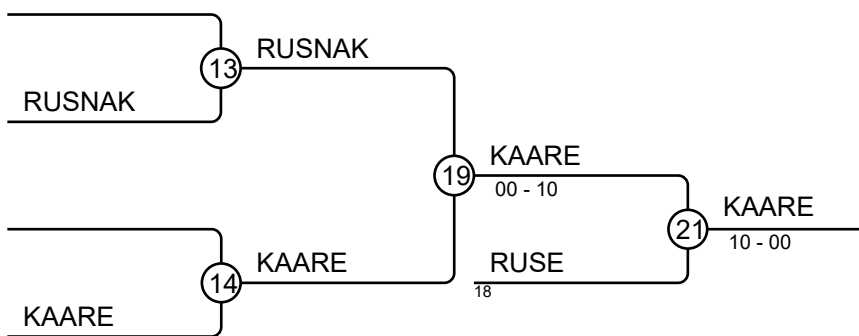 RUSNAK
13
RUSNAK
KAARE
19
00 - 10
KAARE
21
10 - 00
KAARE
14
RUSE
18
KAARE